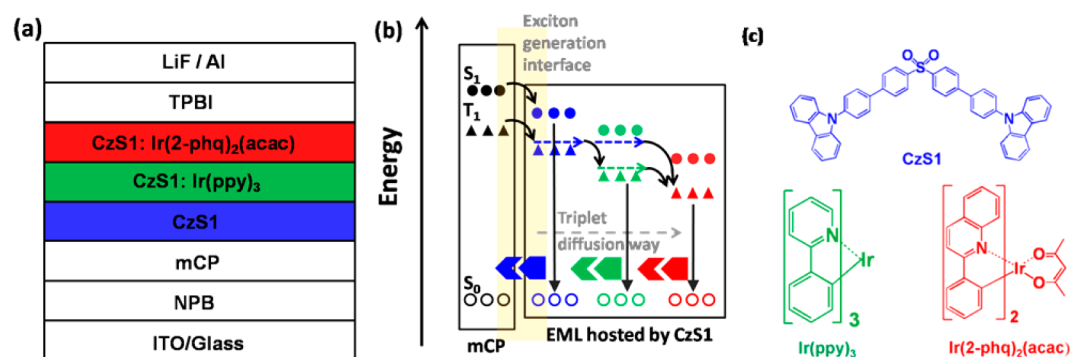 (a)
LiF / Al
TPBI
CzS1: Ir(2-phq)₂(acac)
CzS1: Ir(ppy)₃
CzS1
mCP
NPB
ITO/Glass
(b)
Energy
Exciton
generation
interface
S₁
T₁
Triplet
diffusion way
S₀
mCP
EML hosted by CzS1
(c)
O O
S
N
N
CzS1
N
Ir
3
Ir(ppy)₃
N
O
Ir
O
2
Ir(2-phq)₂(acac)